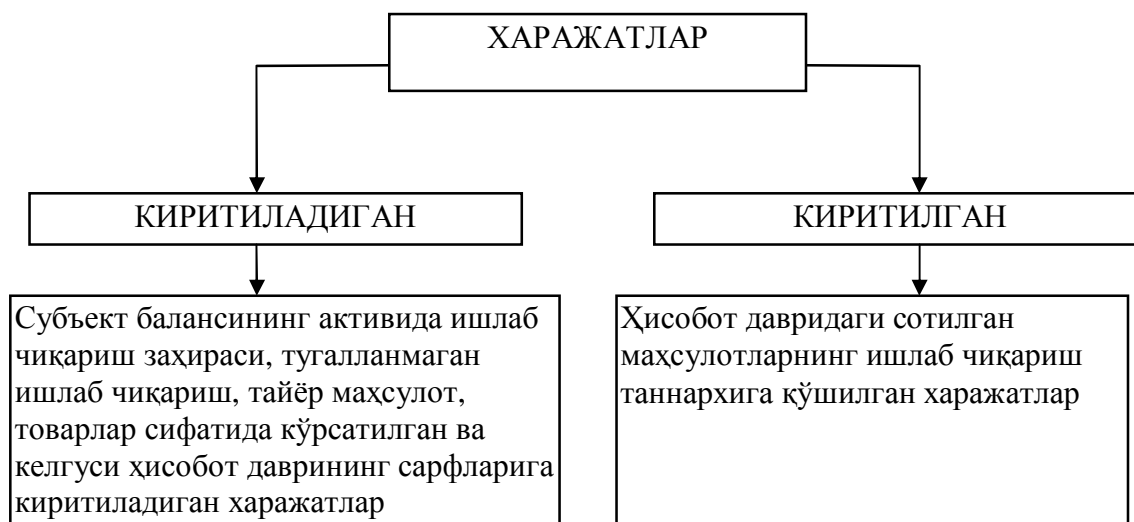 ХАРАЖАТЛАР
КИРИТИЛАДИГАН
КИРИТИЛГАН
Субъект балансининг активида ишлаб
чиқариш заҳираси, тугалланмаган
ишлаб чиқариш, тайёр маҳсулот,
товарлар сифатида кўрсатилган ва
келгуси ҳисобот даврининг сарфларига
киритиладиган харажатлар
Ҳисобот давридаги сотилган
маҳсулотларнинг ишлаб чиқариш
таннархига қўшилган харажатлар